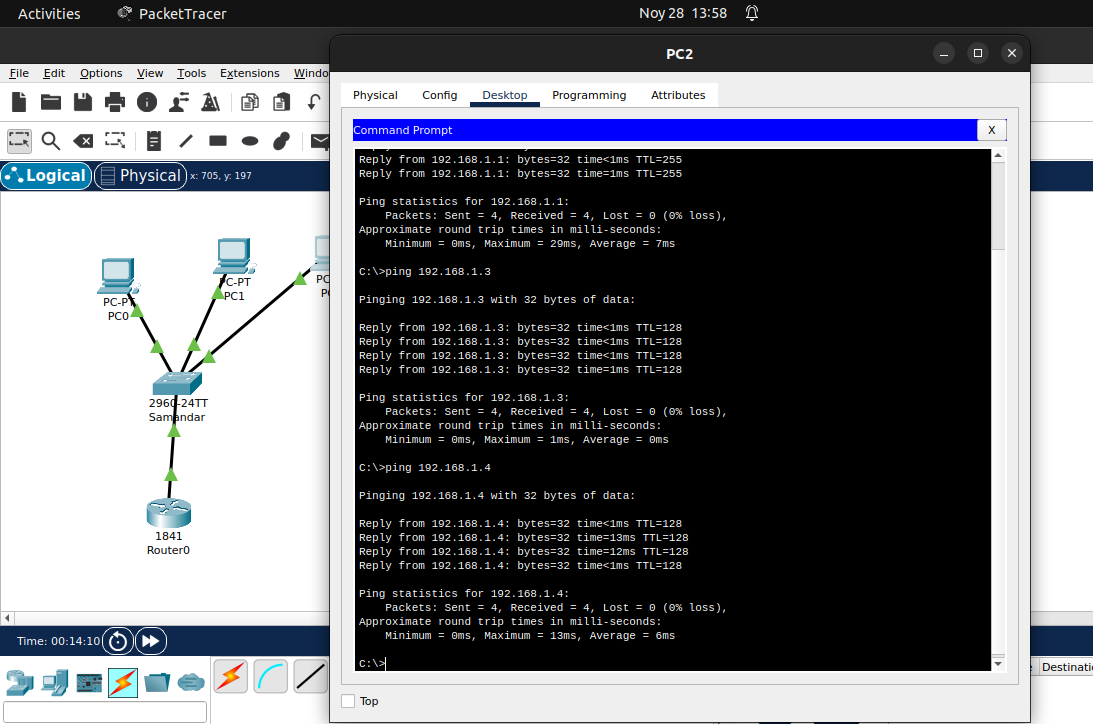 Activities PacketTracer Noy 28 13:58
PC2
File Edit Options View Tools Extensions Windo
Physical Config Desktop Programming Attributes
Command Prompt X
Logical Physical x: 705, y: 197
Reply from 192.168.1.1: bytes=32 time<1ms TTL=255
Reply from 192.168.1.1: bytes=32 time=1ms TTL=255
Ping statistics for 192.168.1.1:
Packets: Sent = 4, Received = 4, Lost = 0 (0% loss),
Approximate round trip times in milli-seconds:
Minimum = 0ms, Maximum = 29ms, Average = 7ms
C:\>ping 192.168.1.3
Pinging 192.168.1.3 with 32 bytes of data:
Reply from 192.168.1.3: bytes=32 time<1ms TTL=128
Reply from 192.168.1.3: bytes=32 time=1ms TTL=128
Reply from 192.168.1.3: bytes=32 time<1ms TTL=128
Reply from 192.168.1.3: bytes=32 time=1ms TTL=128
Ping statistics for 192.168.1.3:
Packets: Sent = 4, Received = 4, Lost = 0 (0% loss),
Approximate round trip times in milli-seconds:
Minimum = 0ms, Maximum = 1ms, Average = 0ms
C:\>ping 192.168.1.4
Pinging 192.168.1.4 with 32 bytes of data:
Reply from 192.168.1.4: bytes=32 time<1ms TTL=128
Reply from 192.168.1.4: bytes=32 time=13ms TTL=128
Reply from 192.168.1.4: bytes=32 time=12ms TTL=128
Reply from 192.168.1.4: bytes=32 time<1ms TTL=128
Ping statistics for 192.168.1.4:
Packets: Sent = 4, Received = 4, Lost = 0 (0% loss),
Approximate round trip times in milli-seconds:
Minimum = 0ms, Maximum = 13ms, Average = 6ms
C:\>
Top
PC-PT
PC0
PC-PT
PC1
PC
2960-24TT
Samandar
1841
Router0
Time: 00:14:10
Destinati